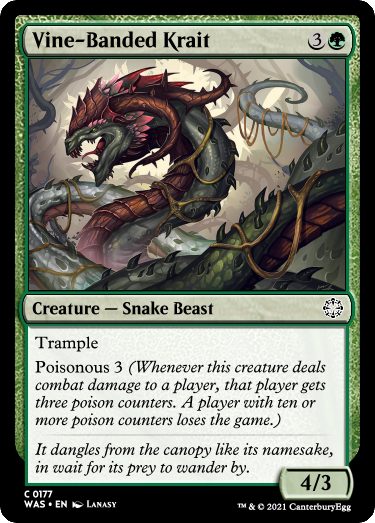 Vine-Banded Krait 3
Creature — Snake Beast
Trample
Poisonous 3 (Whenever this creature deals
combat damage to a player, that player gets
three poison counters. A player with ten or
more poison counters loses the game.)
It dangles from the canopy like its namesake,
in wait for its prey to wander by.
4/3
C 0177
WAS • EN Lanasy
™ & © 2021 CanterburyEgg